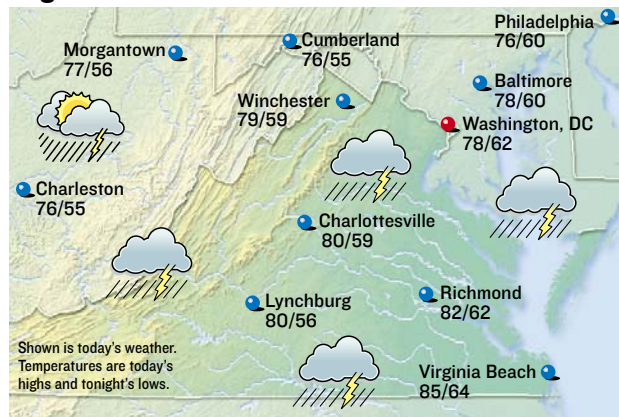 Philadelphia
76/60
Morgantown
77/56
Cumberland
76/55
Baltimore
78/60
Winchester
79/59
Washington, DC
78/62
Charleston
76/55
Charlottesville
80/59
Lynchburg
80/56
Richmond
82/62
Shown is today's weather.
Temperatures are today's
highs and tonight's lows.
Virginia Beach
85/64